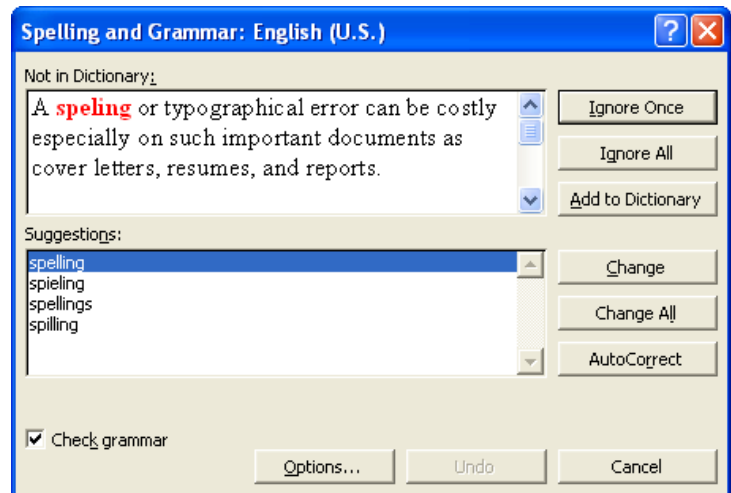 Spelling and Grammar: English (U.S.)
Not in Dictionary:
A speling or typographical error can be costly
especially on such important documents as
cover letters, resumes, and reports.
Ignore Once
Ignore All
Add to Dictionary
Suggestions:
spelling
spieling
spellings
spilling
Change
Change All
AutoCorrect
Check grammar
Options...
Undo
Cancel